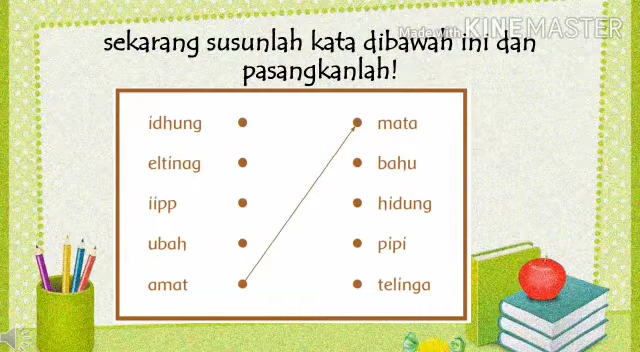 Made with KINEMASTER
sekarang susunlah kata dibawah ini dan
pasangkanlah!
idhung mata
eltinag bahu
iipp hidung
ubah pipi
amat telinga